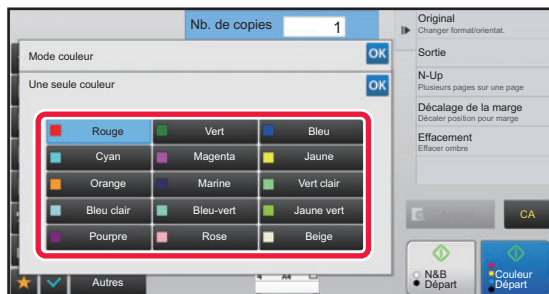 Nb. de copies 1
Mode couleur OK
Une seule couleur OK
Rouge Vert Bleu
Cyan Magenta Jaune
Orange Marine Vert clair
Bleu clair Bleu-vert Jaune vert
Pourpre Rose Beige
Autres
A4
Original
Changer format/orientat.
Sortie
N-Up
Plusieurs pages sur une page
Décalage de la marge
Décaler position pour marge
Effacement
Effacer ombre
CA
N&B
Départ
Couleur
Départ